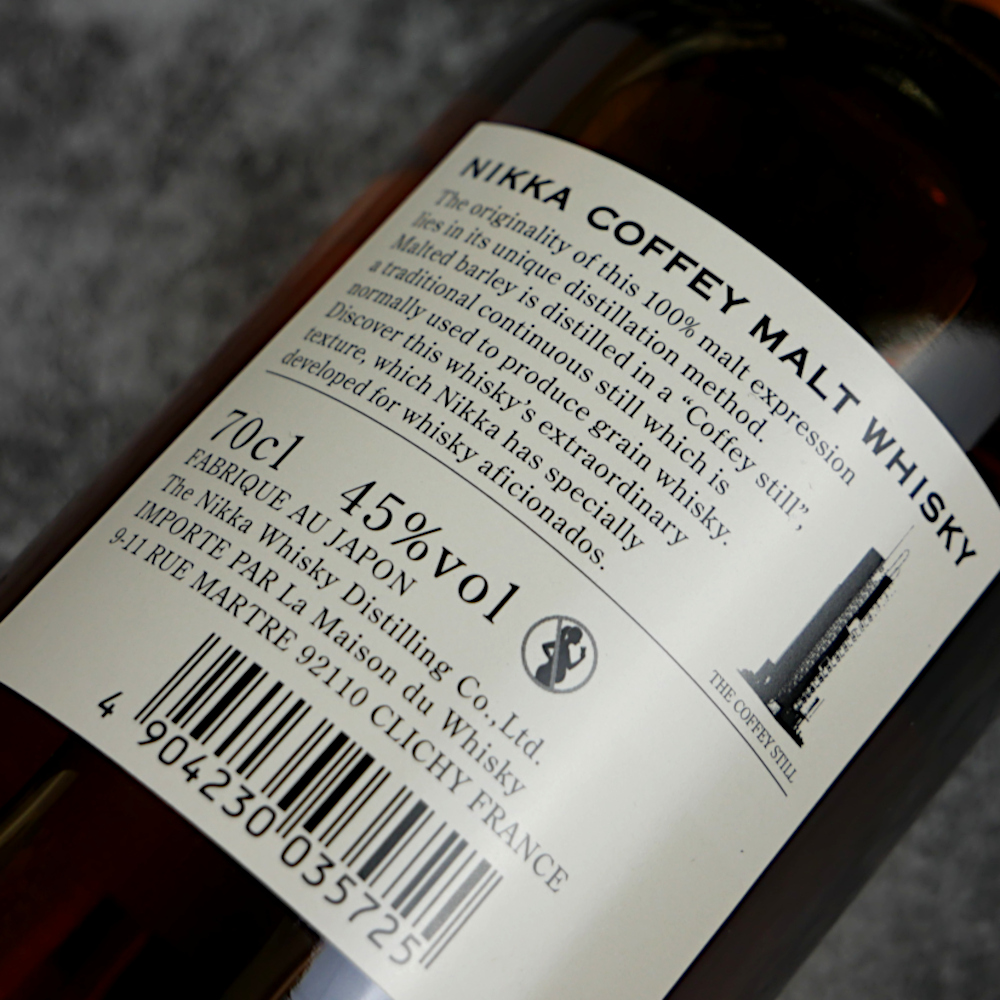 NIKKA COFFEY MALT WHISKY
The originality of this 100% malt expression
lies in its unique distillation method.
Malted barley is distilled in a “Coffey still”,
a traditional continuous still which is
normally used to produce grain whisky.
Discover this whisky’s extraordinary
texture, which Nikka has specially
developed for whisky aficionados.
THE COFFEY STILL
70cl 45%vol
FABRIQUE AU JAPON
The Nikka Whisky Distilling Co., Ltd.
IMPORTE PAR La Maison du Whisky
9-11 RUE MARTRE 92110 CLICHY FRANCE
4 904230 035725